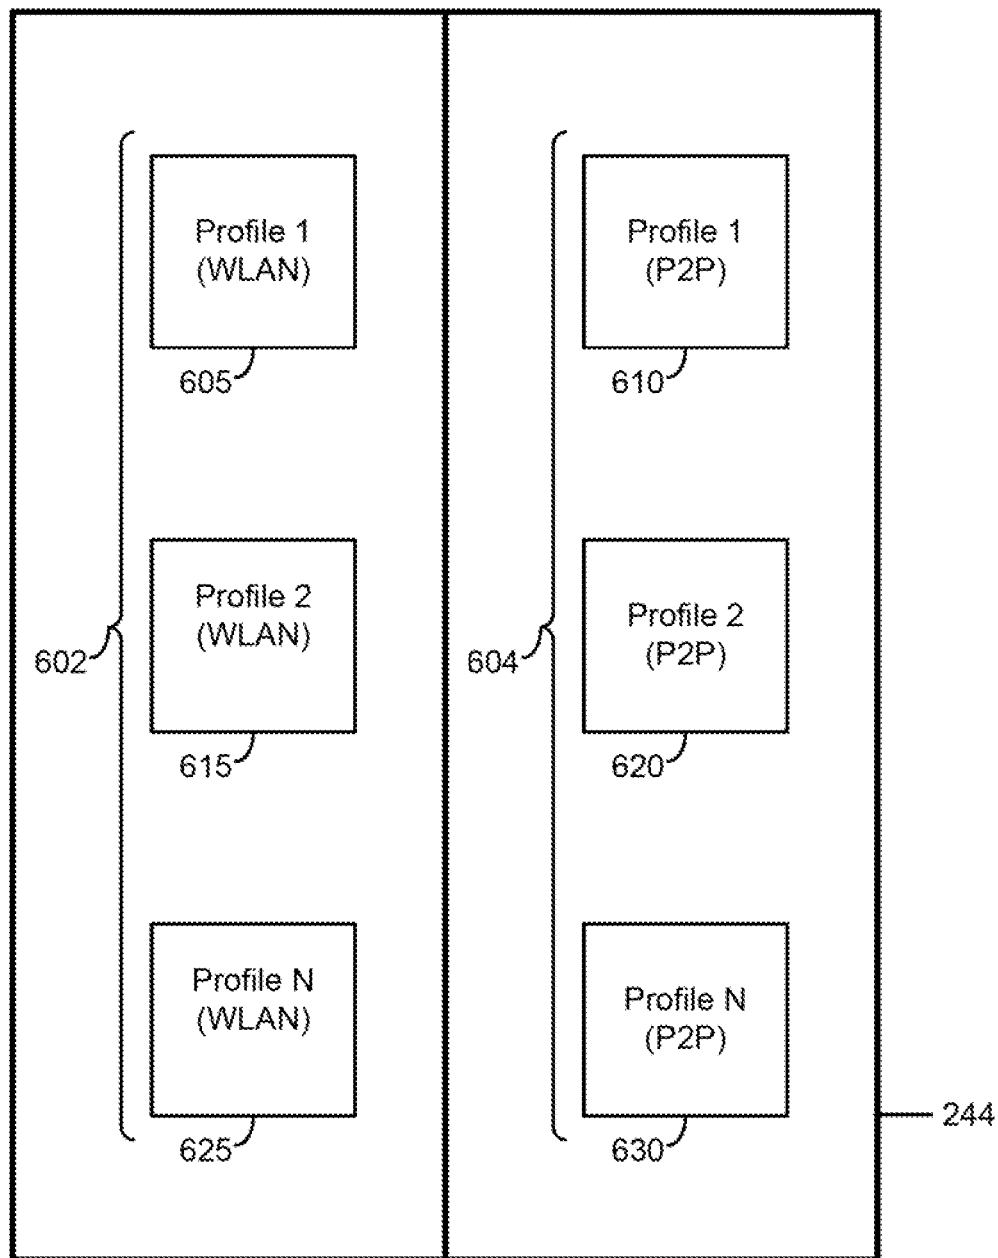 Profile 1
(WLAN)
605
Profile 1
(P2P)
610
602
Profile 2
(WLAN)
615
604
Profile 2
(P2P)
620
Profile N
(WLAN)
625
Profile N
(P2P)
630
244